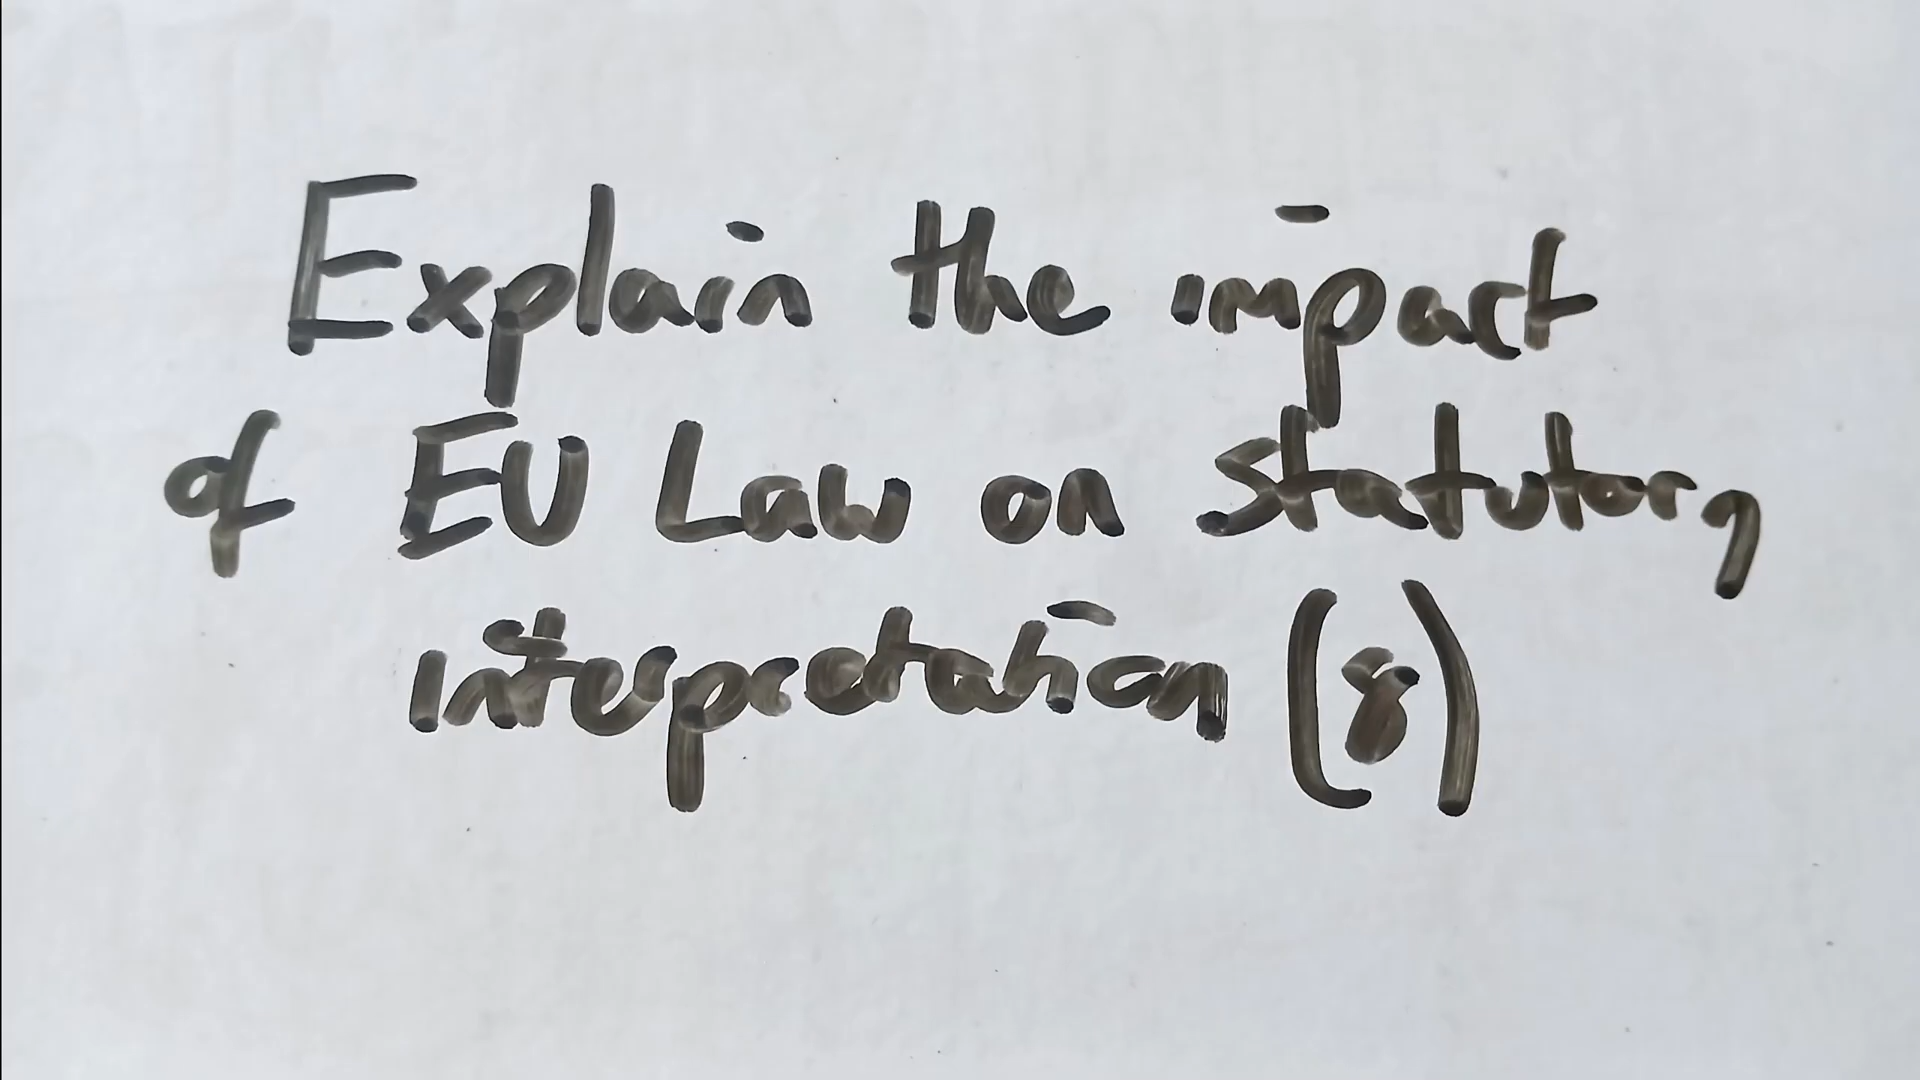 Explain the impact
of EU Law on statutory
interpretation (8)